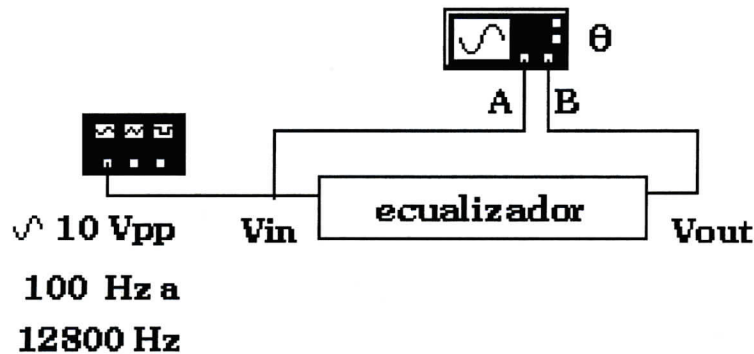 θ
A B
ecualizador
Vin
Vout
10 Vpp
100 Hz a
12800 Hz